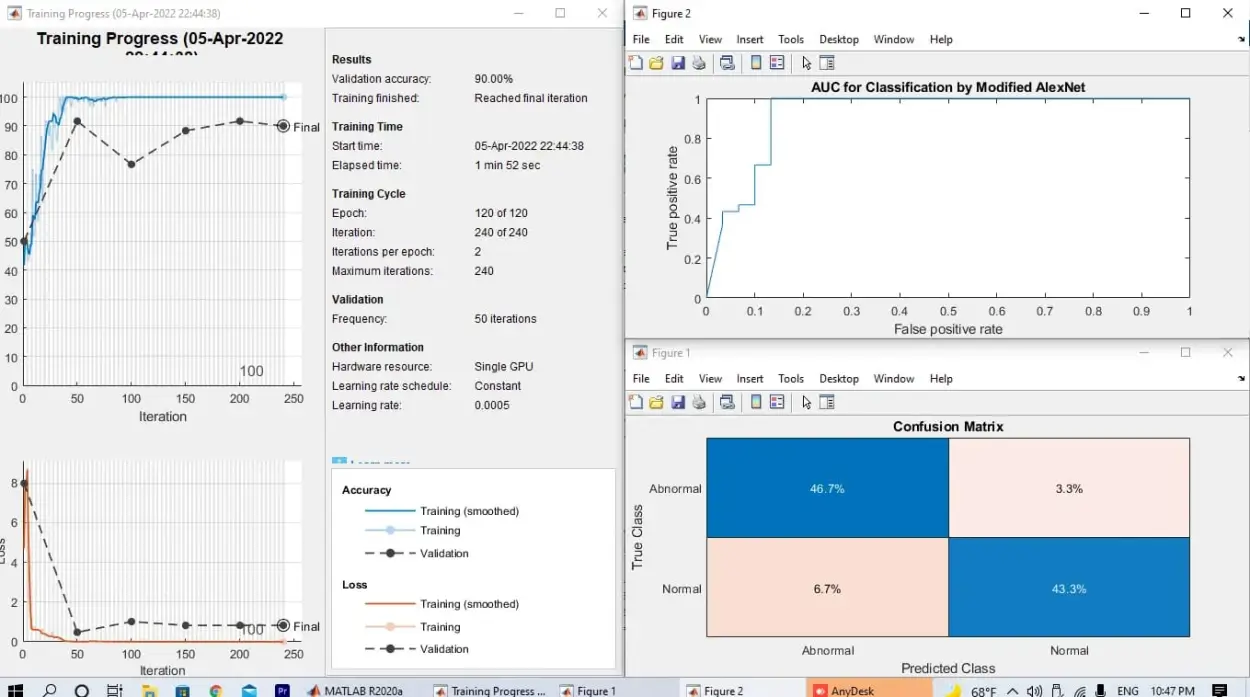 Training Progress (05-Apr-2022 22:44:38)
Training Progress (05-Apr-2022
22:44:38)
100
90
80
70
60
50
40
30
20
10
0
Final
100
0 50 100 150 200 250
Iteration
8
6
4
2
0
Loss
Final
100
0 50 100 150 200 250
Iteration
Results
Validation accuracy: 90.00%
Training finished: Reached final iteration
Training Time
Start time: 05-Apr-2022 22:44:38
Elapsed time: 1 min 52 sec
Training Cycle
Epoch: 120 of 120
Iteration: 240 of 240
Iterations per epoch: 2
Maximum iterations: 240
Validation
Frequency: 50 iterations
Other Information
Hardware resource: Single GPU
Learning rate schedule: Constant
Learning rate: 0.0005
Accuracy
Training (smoothed)
Training
Validation
Loss
Training (smoothed)
Training
Validation
Figure 2
File Edit View Insert Tools Desktop Window Help
AUC for Classification by Modified AlexNet
1
0.8
0.6
0.4
0.2
0
True positive rate
0 0.1 0.2 0.3 0.4 0.5 0.6 0.7 0.8 0.9 1
False positive rate
Figure 1
File Edit View Insert Tools Desktop Window Help
Confusion Matrix
True Class
Abnormal 46.7% 3.3%
Normal 6.7% 43.3%
Abnormal Normal
Predicted Class
Pr MATLAB R2020a Training Progress ... Figure 1 Figure 2 AnyDesk 68°F ENG 10:47 PM